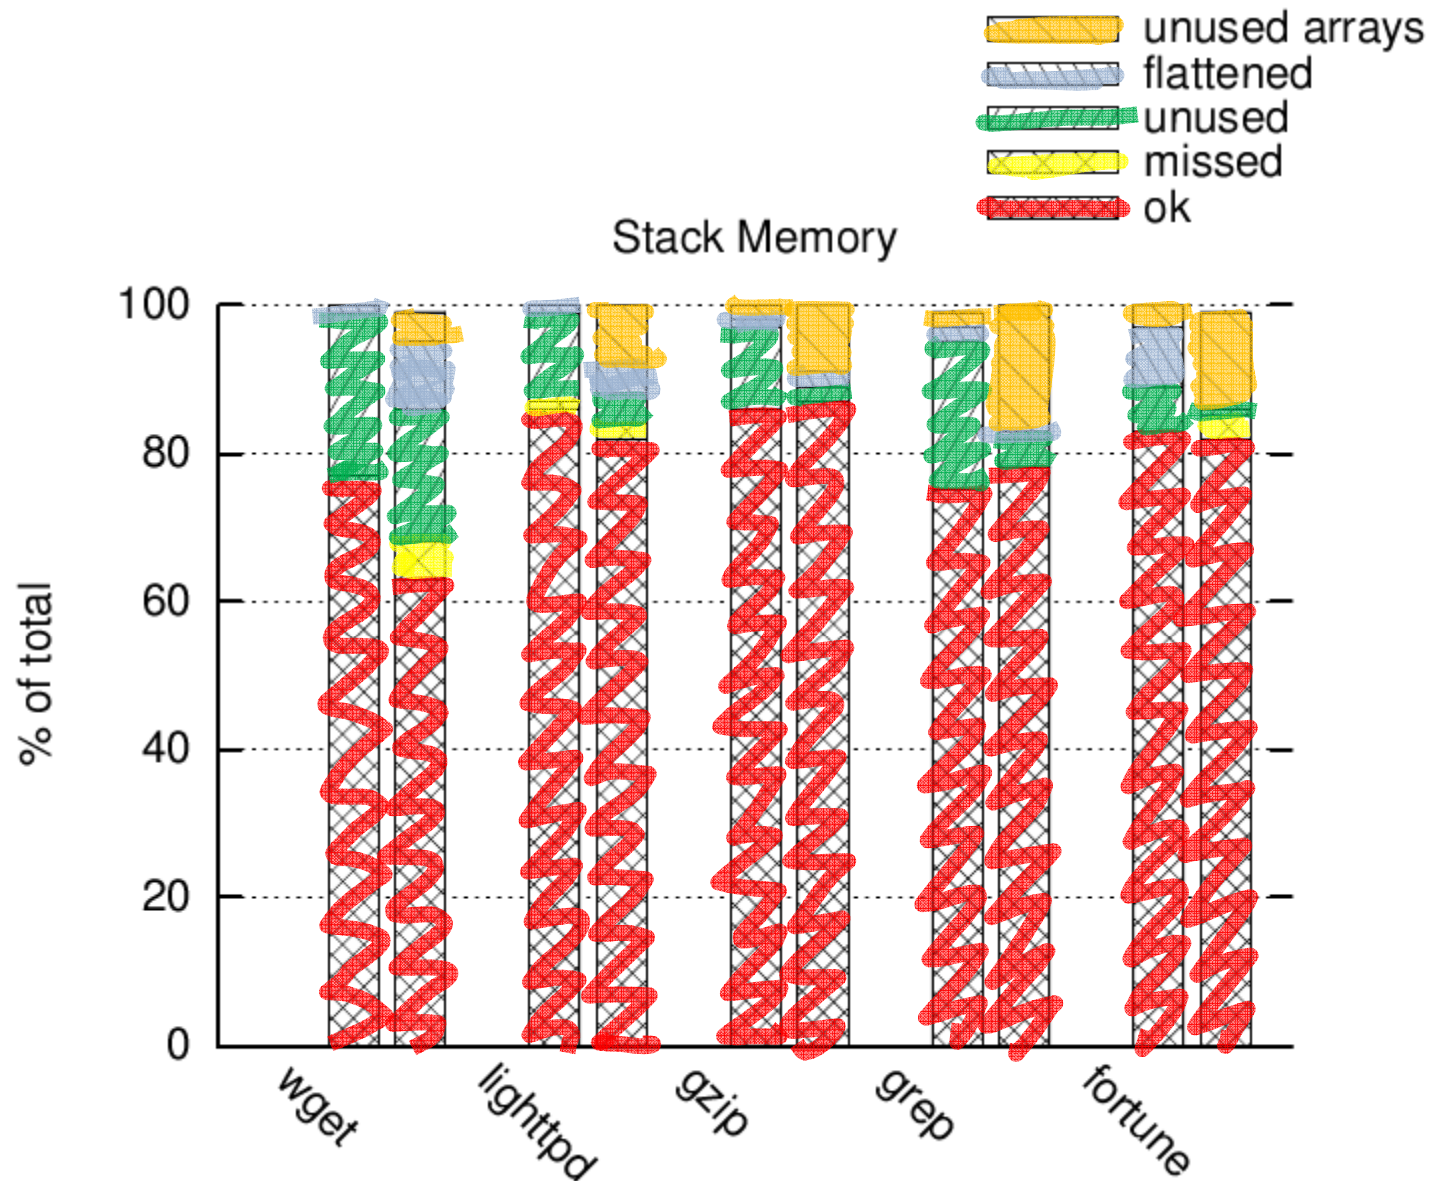 unused arrays
flattened
unused
missed
ok
Stack Memory
100
80
60
40
20
0
% of total
wget
lighttpd
gzip
grep
fortune